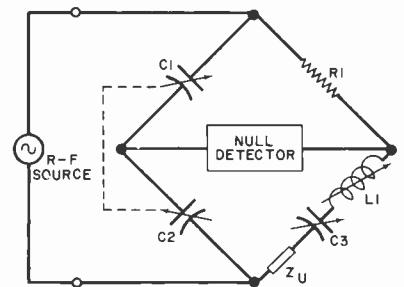 C1
R1
NULL
DETECTOR
R-F
SOURCE
L1
C2
C3
ZU